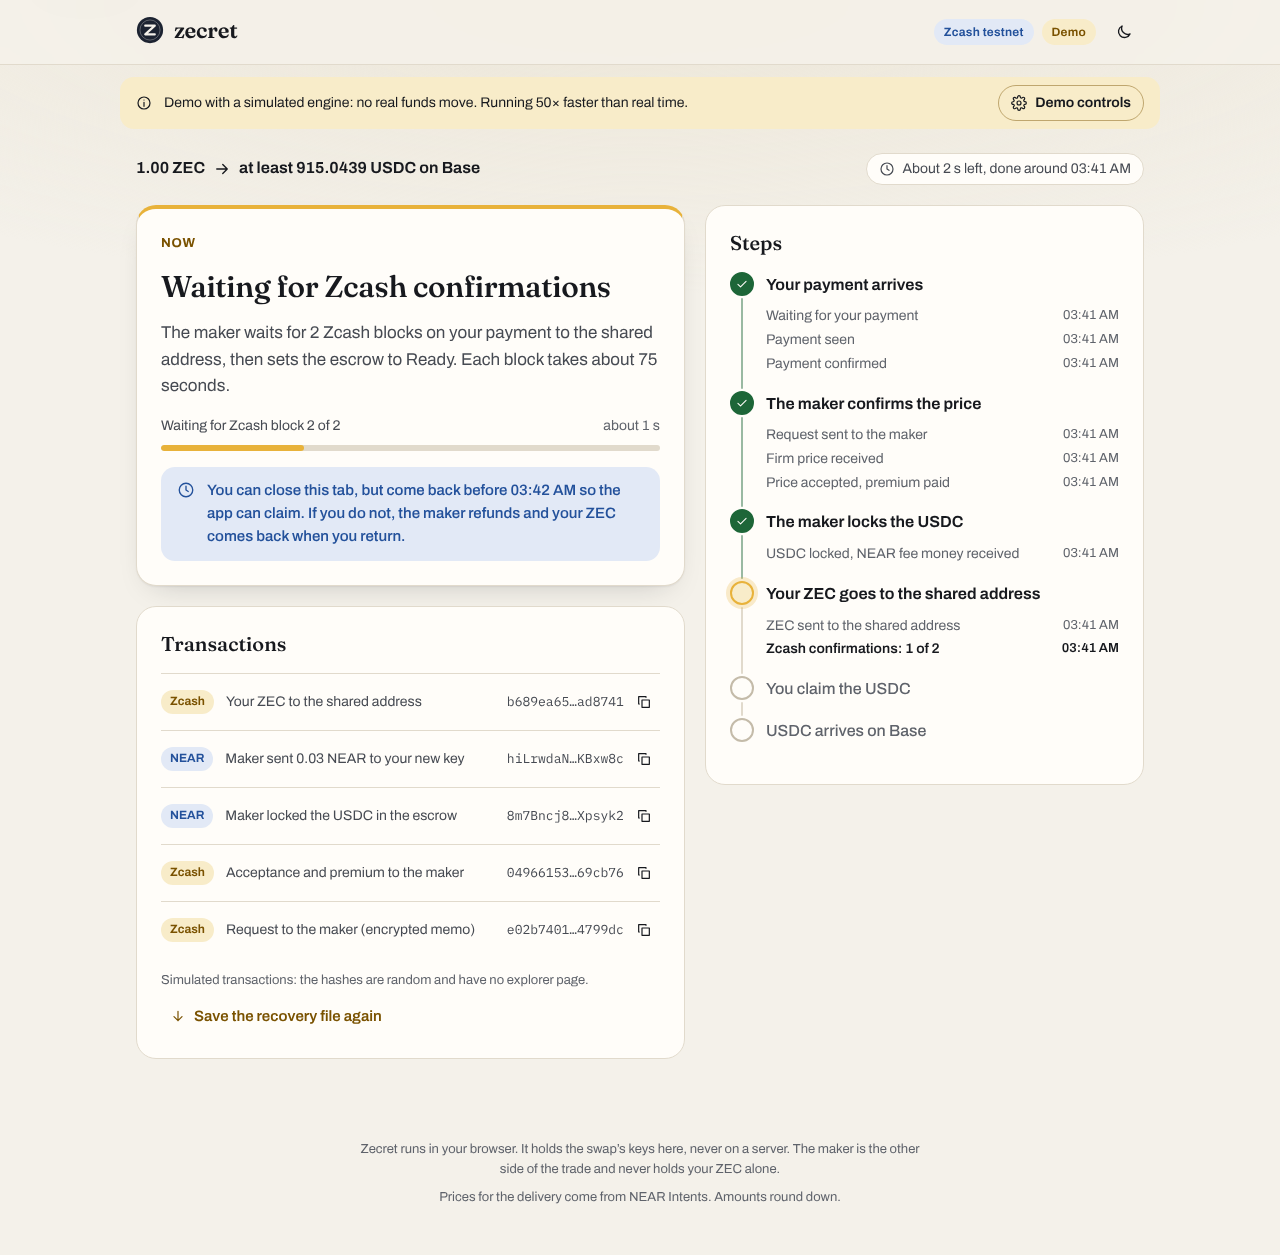 zecret
Zcash testnet
Demo
Demo with a simulated engine: no real funds move. Running 50× faster than real time.
Demo controls
1.00 ZEC → at least 915.0439 USDC on Base
About 2 s left, done around 03:41 AM
NOW
Waiting for Zcash confirmations
The maker waits for 2 Zcash blocks on your payment to the shared
address, then sets the escrow to Ready. Each block takes about 75
seconds.
Waiting for Zcash block 2 of 2 about 1 s
You can close this tab, but come back before 03:42 AM so the
app can claim. If you do not, the maker refunds and your ZEC
comes back when you return.
Transactions
Zcash Your ZEC to the shared address b689ea65…ad8741
NEAR Maker sent 0.03 NEAR to your new key hiLrwdaN…KBxw8c
NEAR Maker locked the USDC in the escrow 8m7Bncj8…Xpsyk2
Zcash Acceptance and premium to the maker 04966153…69cb76
Zcash Request to the maker (encrypted memo) e02b7401…4799dc
Simulated transactions: the hashes are random and have no explorer page.
Save the recovery file again
Steps
Your payment arrives
Waiting for your payment 03:41 AM
Payment seen 03:41 AM
Payment confirmed 03:41 AM
The maker confirms the price
Request sent to the maker 03:41 AM
Firm price received 03:41 AM
Price accepted, premium paid 03:41 AM
The maker locks the USDC
USDC locked, NEAR fee money received 03:41 AM
Your ZEC goes to the shared address
ZEC sent to the shared address 03:41 AM
Zcash confirmations: 1 of 2 03:41 AM
You claim the USDC
USDC arrives on Base
Zecret runs in your browser. It holds the swap's keys here, never on a server. The maker is the other
side of the trade and never holds your ZEC alone.
Prices for the delivery come from NEAR Intents. Amounts round down.